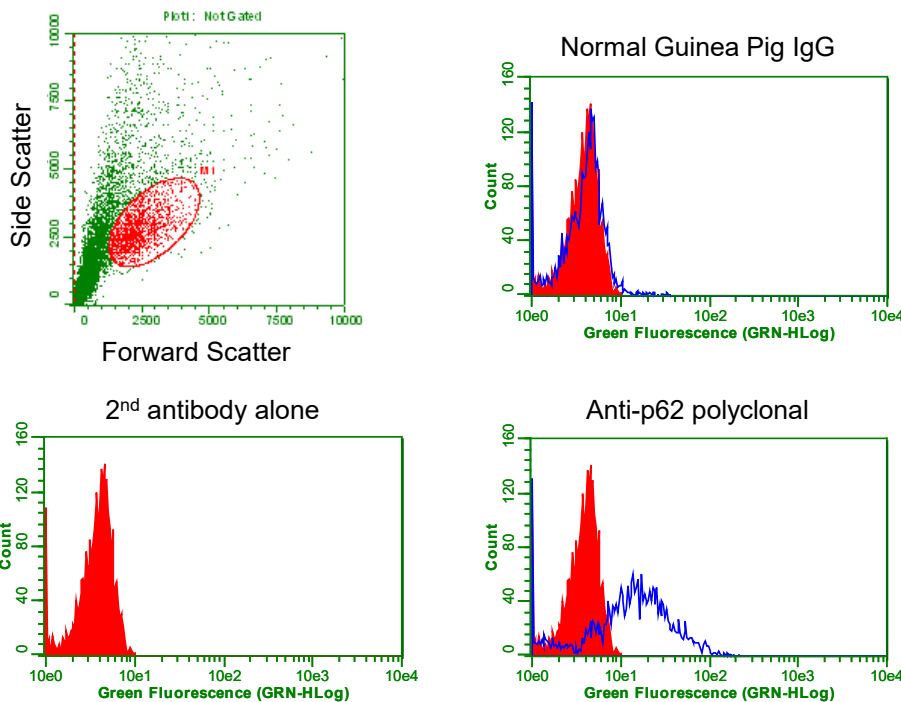 Plot1: Not Gated
Side Scatter
10000
7500
5000
2500
0
M1
0 2500 5000 7500 10000
Forward Scatter
Normal Guinea Pig IgG
Count
160
120
80
40
0
10e0 10e1 10e2 10e3 10e4
Green Fluorescence (GRN-HLog)
2nd antibody alone
Count
160
120
80
40
0
10e0 10e1 10e2 10e3 10e4
Green Fluorescence (GRN-HLog)
Anti-p62 polyclonal
Count
160
120
80
40
0
10e0 10e1 10e2 10e3 10e4
Green Fluorescence (GRN-HLog)